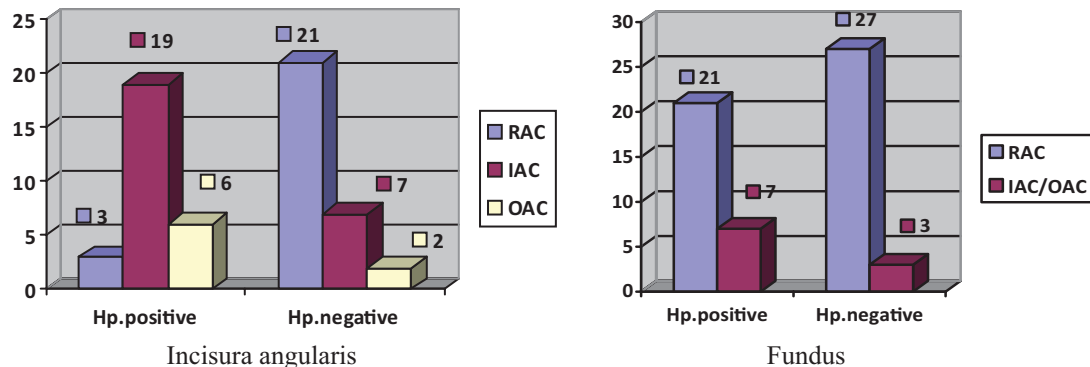 25
20
15
10
5
0
3
19
6
21
7
2
Hp.positive
Hp.negative
RAC
IAC
OAC
Incisura angularis
30
25
20
15
10
5
0
21
7
27
3
Hp.positive
Hp.negative
RAC
IAC/OAC
Fundus